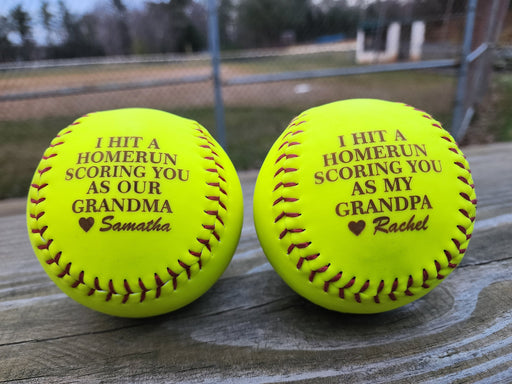 I HIT A
HOMERUN
SCORING YOU
AS OUR
GRANDMA
♥ Samatha
I HIT A
HOMERUN
SCORING YOU
AS MY
GRANDPA
♥ Rachel